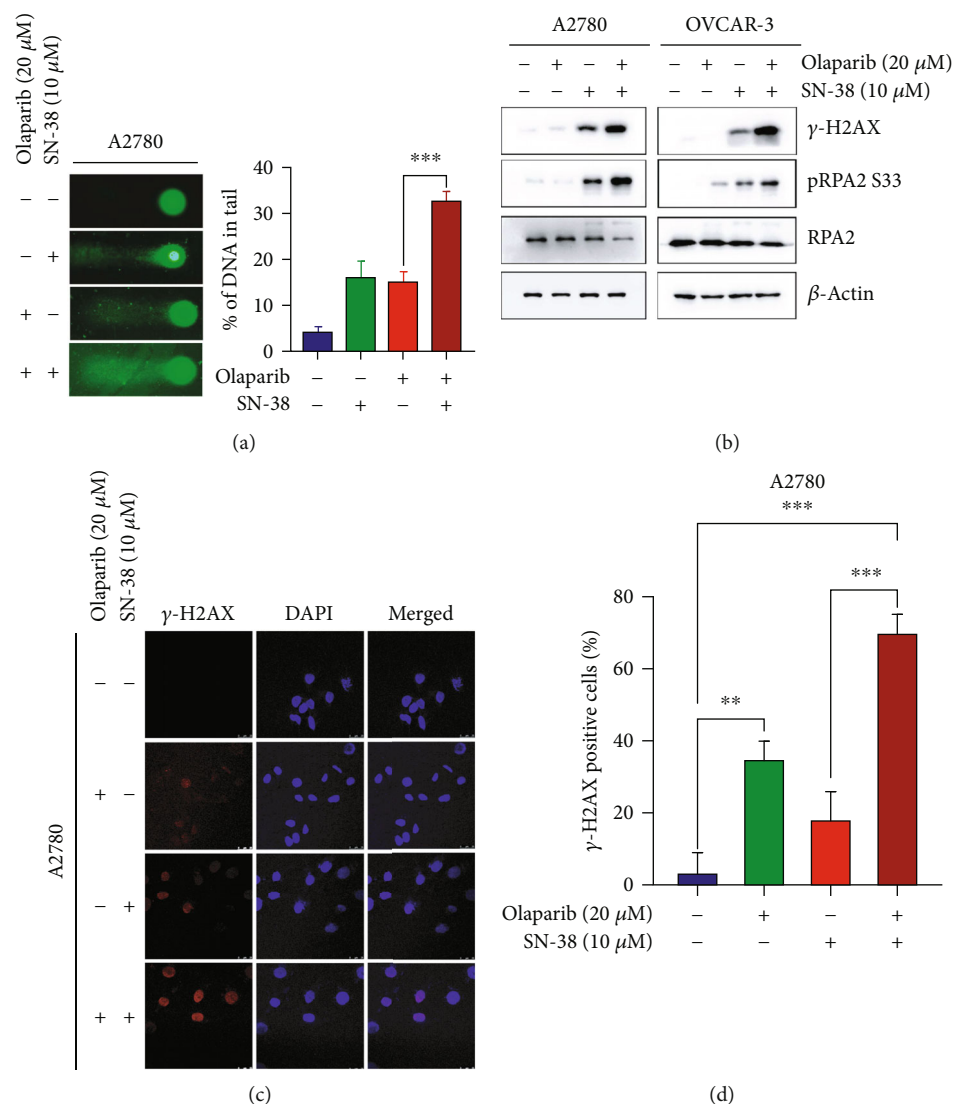 Olaparib (20 μM)
SN-38 (10 μM)
A2780
− −
− +
+ −
+ +
% of DNA in tail
40
30
20
10
0
***
Olaparib − − + +
SN-38 − + − +
(a)
A2780 OVCAR-3
− + − + − + − + Olaparib (20 μM)
− − + + − − + + SN-38 (10 μM)
γ-H2AX
pRPA2 S33
RPA2
β-Actin
(b)
Olaparib (20 μM)
SN-38 (10 μM)
γ-H2AX DAPI Merged
A2780
− −
+ −
− +
+ +
(c)
A2780
***
***
**
γ-H2AX positive cells (%)
80
60
40
20
0
Olaparib (20 μM) − + − +
SN-38 (10 μM) − − + +
(d)